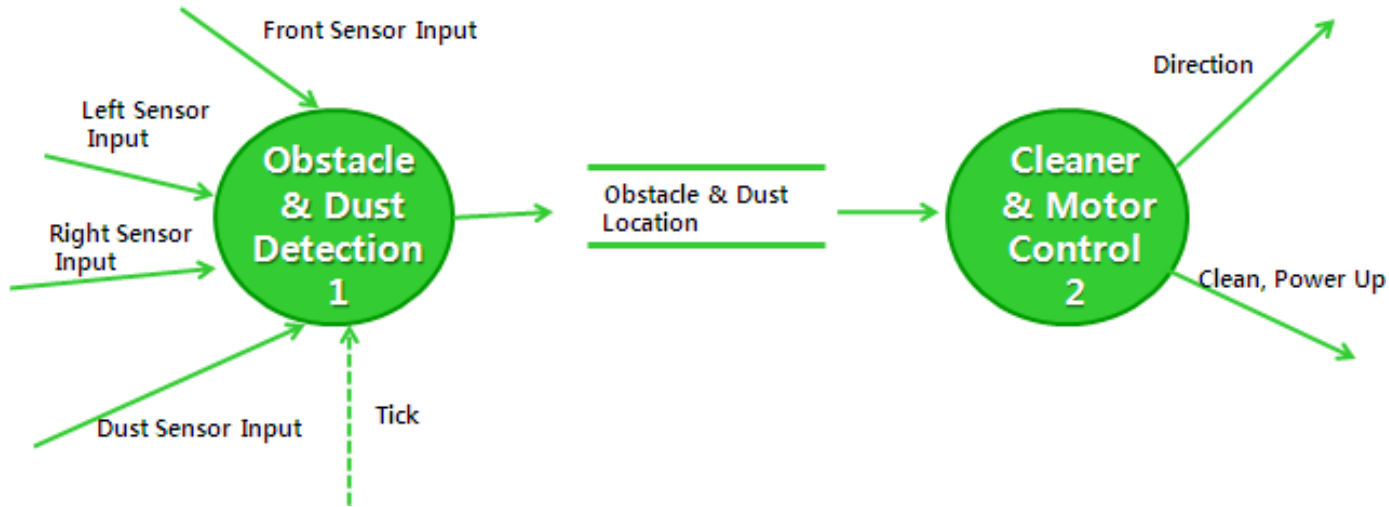 Front Sensor Input
Left Sensor
Input
Right Sensor
Input
Dust Sensor Input
Tick
Obstacle
& Dust
Detection
1
Obstacle & Dust
Location
Cleaner
& Motor
Control
2
Direction
Clean, Power Up